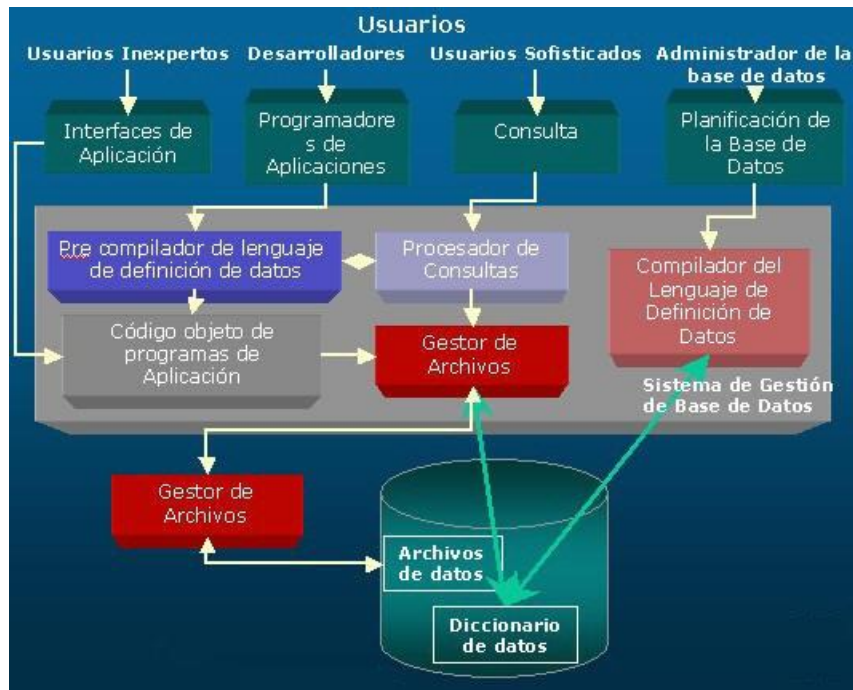 Usuarios
Usuarios Inexpertos
Desarrolladores
Usuarios Sofisticados
Administrador de la
base de datos
Interfaces de
Aplicación
Programadore
s de
Aplicaciones
Consulta
Planificación de
la Base de
Datos
Pre compilador de lenguaje
de definición de datos
Procesador de
Consultas
Compilador del
Lenguaje de
Definición de
Datos
Código objeto de
programas de
Aplicación
Gestor de
Archivos
Sistema de Gestión
de Base de Datos
Gestor de
Archivos
Archivos
de datos
Diccionario
de datos